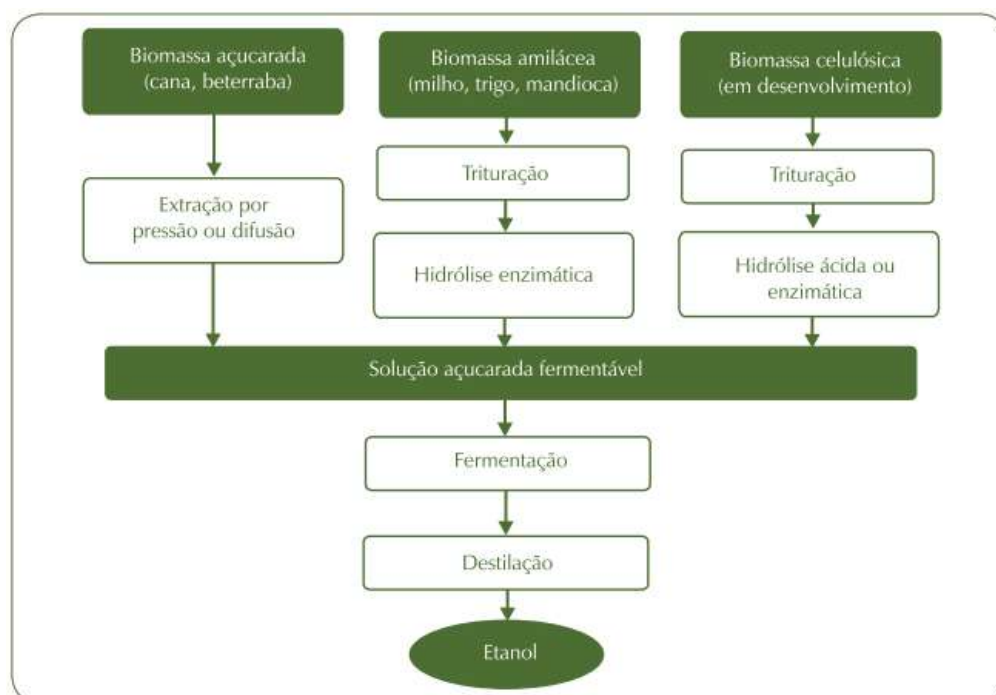 Biomassa açucarada
(cana, beterraba)
Biomassa amilácea
(milho, trigo, mandioca)
Biomassa celulósica
(em desenvolvimento)
Extração por
pressão ou difusão
Trituração
Trituração
Hidrólise enzimática
Hidrólise ácida ou
enzimática
Solução açucarada fermentável
Fermentação
Destilação
Etanol